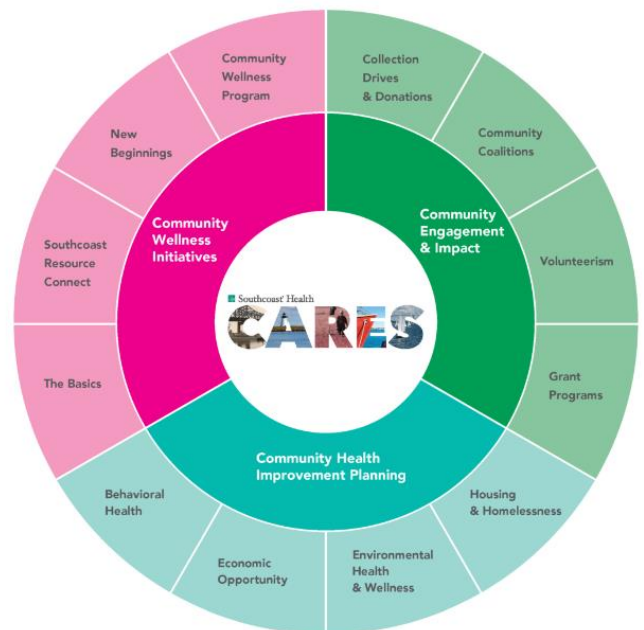 Community
Wellness
Program
Collection
Drives
& Donations
New
Beginnings
Community
Coalitions
Community
Wellness
Initiatives
Community
Engagement
& Impact
Southcoast
Resource
Connect
Volunteerism
Southcoast® Health
CARES
The Basics
Grant
Programs
Community Health
Improvement Planning
Behavioral
Health
Housing
& Homelessness
Economic
Opportunity
Environmental
Health
& Wellness